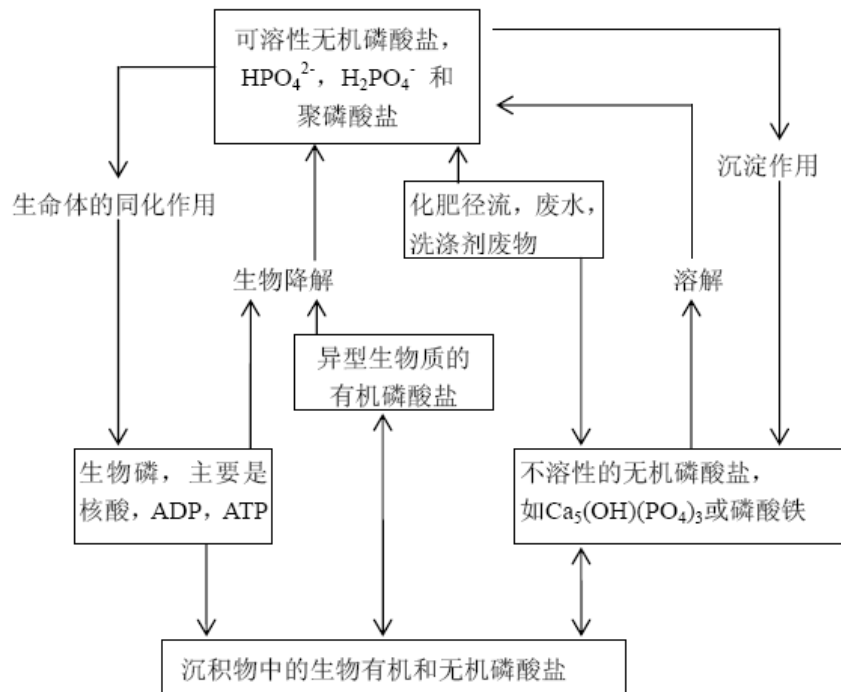 可溶性无机磷酸盐，
HPO₄²⁻，H₂PO₄⁻ 和
聚磷酸盐
沉淀作用
生命体的同化作用
化肥径流，废水，
洗涤剂废物
生物降解
溶解
异型生物质的
有机磷酸盐
生物磷，主要是
核酸，ADP，ATP
不溶性的无机磷酸盐，
如Ca₅(OH)(PO₄)₃或磷酸铁
沉积物中的生物有机和无机磷酸盐